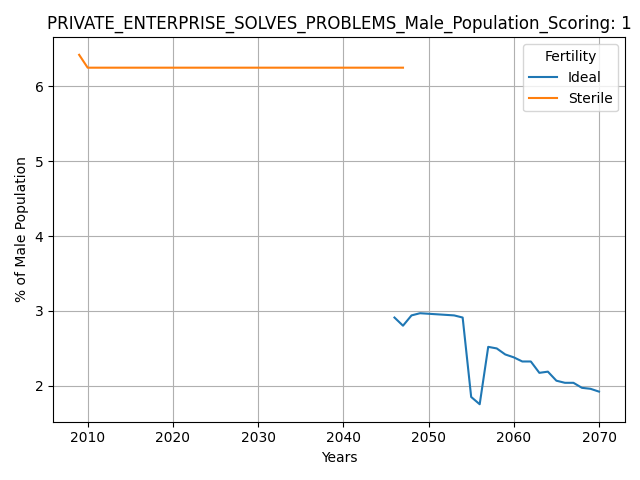 PRIVATE_ENTERPRISE_SOLVES_PROBLEMS_Male_Population_Scoring: 1
Fertility
Ideal
Sterile
% of Male Population
6
5
4
3
2
2010 2020 2030 2040 2050 2060 2070
Years